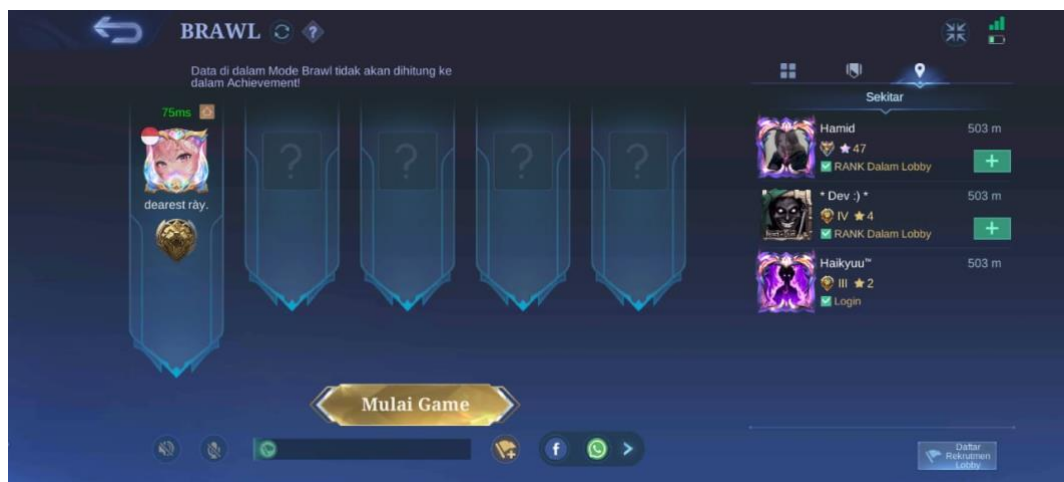 BRAWL
Data di dalam Mode Brawl tidak akan dihitung ke
dalam Achievement!
75ms
dearest rày.
?
?
?
?
Mulai Game
Sekitar
Hamid
503 m
47
RANK Dalam Lobby
* Dev :) *
503 m
IV ★4
RANK Dalam Lobby
Haikyuu™
503 m
III ★2
Login
Daftar
Rekrutmen
Lobby